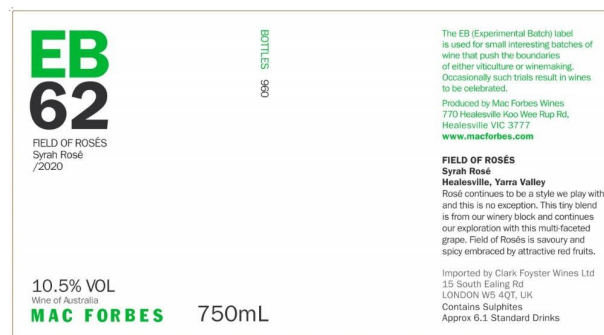 EB
62
FIELD OF ROSÉS
Syrah Rosé
/2020
10.5% VOL
Wine of Australia
MAC FORBES
750mL
BOTTLES 960
The EB (Experimental Batch) label
is used for small interesting batches of
wine that push the boundaries
of either viticulture or winemaking.
Occasionally such trials result in wines
to be celebrated.
Produced by Mac Forbes Wines
770 Healesville Koo Wee Rup Rd,
Healesville VIC 3777
www.macforbes.com
FIELD OF ROSÉS
Syrah Rosé
Healesville, Yarra Valley
Rosé continues to be a style we play with
and this is no exception. This tiny blend
is from our winery block and continues
our exploration with this multi-faceted
grape. Field of Rosés is savoury and
spicy embraced by attractive red fruits.
Imported by Clark Foyster Wines Ltd
15 South Ealing Rd
LONDON W5 4QT, UK
Contains Sulphites
Approx 6.1 Standard Drinks